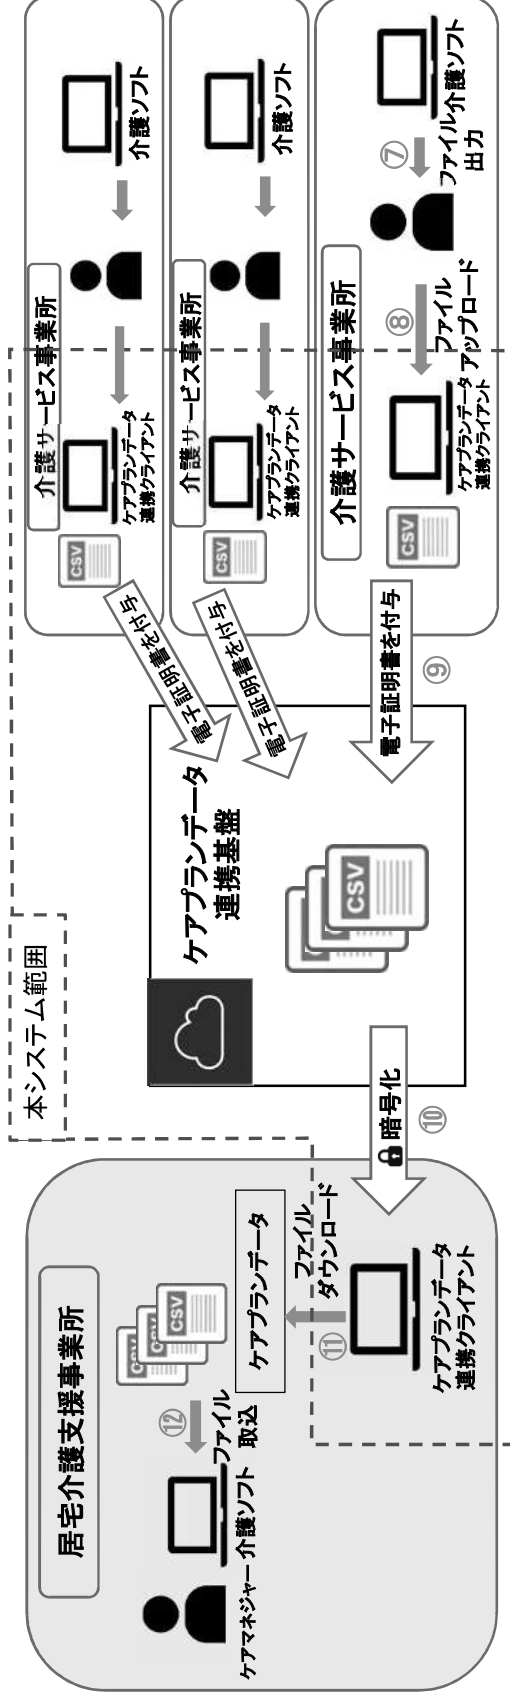 居宅介護支援事業所
CSV
⑫
ファイル
取込
ケアマネジャー
介護ソフト
ケアプランデータ
⑪
ファイル
ダウンロード
ケアプランデータ
連携クライアント
本システム範囲
暗号化
⑩
ケアプランデータ
連携基盤
CSV
介護サービス事業所
電子証明書を付与
CSV
ケアプランデータ
連携クライアント
介護ソフト
介護サービス事業所
電子証明書を付与
CSV
ケアプランデータ
連携クライアント
介護ソフト
介護サービス事業所
電子証明書を付与
⑨
CSV
ケアプランデータ
連携クライアント
⑧
ファイル
アップロード
⑦
ファイル
出力
介護ソフト